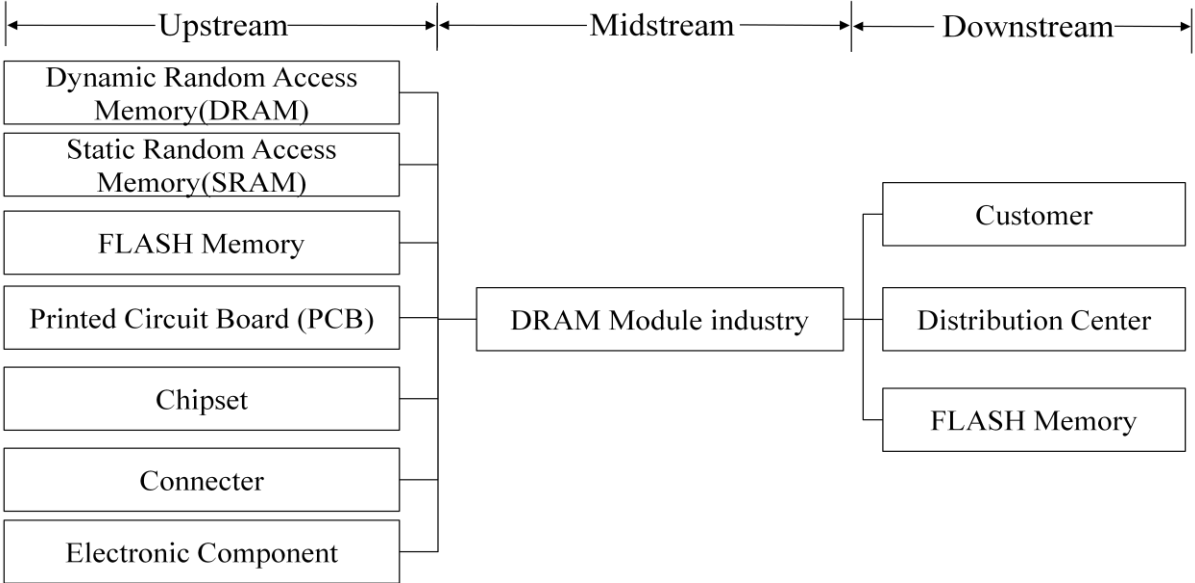 Upstream
Midstream
Downstream
Dynamic Random Access
Memory(DRAM)
Static Random Access
Memory(SRAM)
FLASH Memory
Printed Circuit Board (PCB)
Chipset
Connecter
Electronic Component
DRAM Module industry
Customer
Distribution Center
FLASH Memory